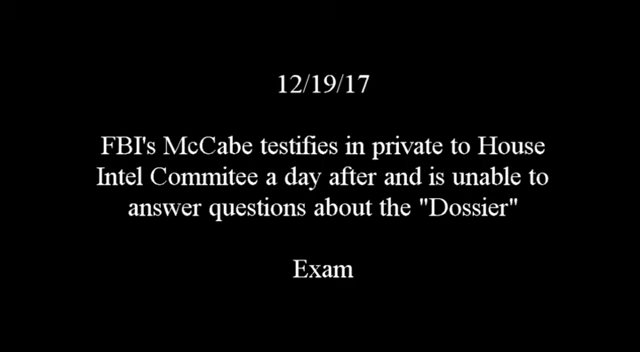 12/19/17
FBI's McCabe testifies in private to House
Intel Commitee a day after and is unable to
answer questions about the "Dossier"
Exam